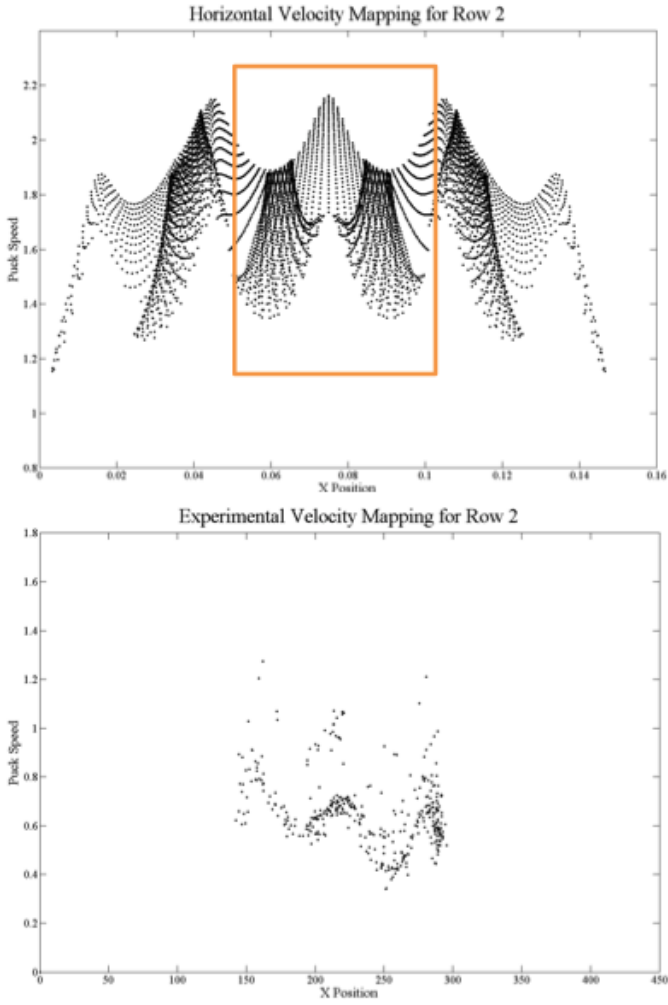 Horizontal Velocity Mapping for Row 2
2.2
2
1.8
1.6
1.4
1.2
1
0.8
Puck Speed
0 0.02 0.04 0.06 0.08 0.1 0.12 0.14 0.16
X Position
Experimental Velocity Mapping for Row 2
1.8
1.6
1.4
1.2
1
0.8
0.6
0.4
0.2
0
Puck Speed
0 50 100 150 200 250 300 350 400 450
X Position